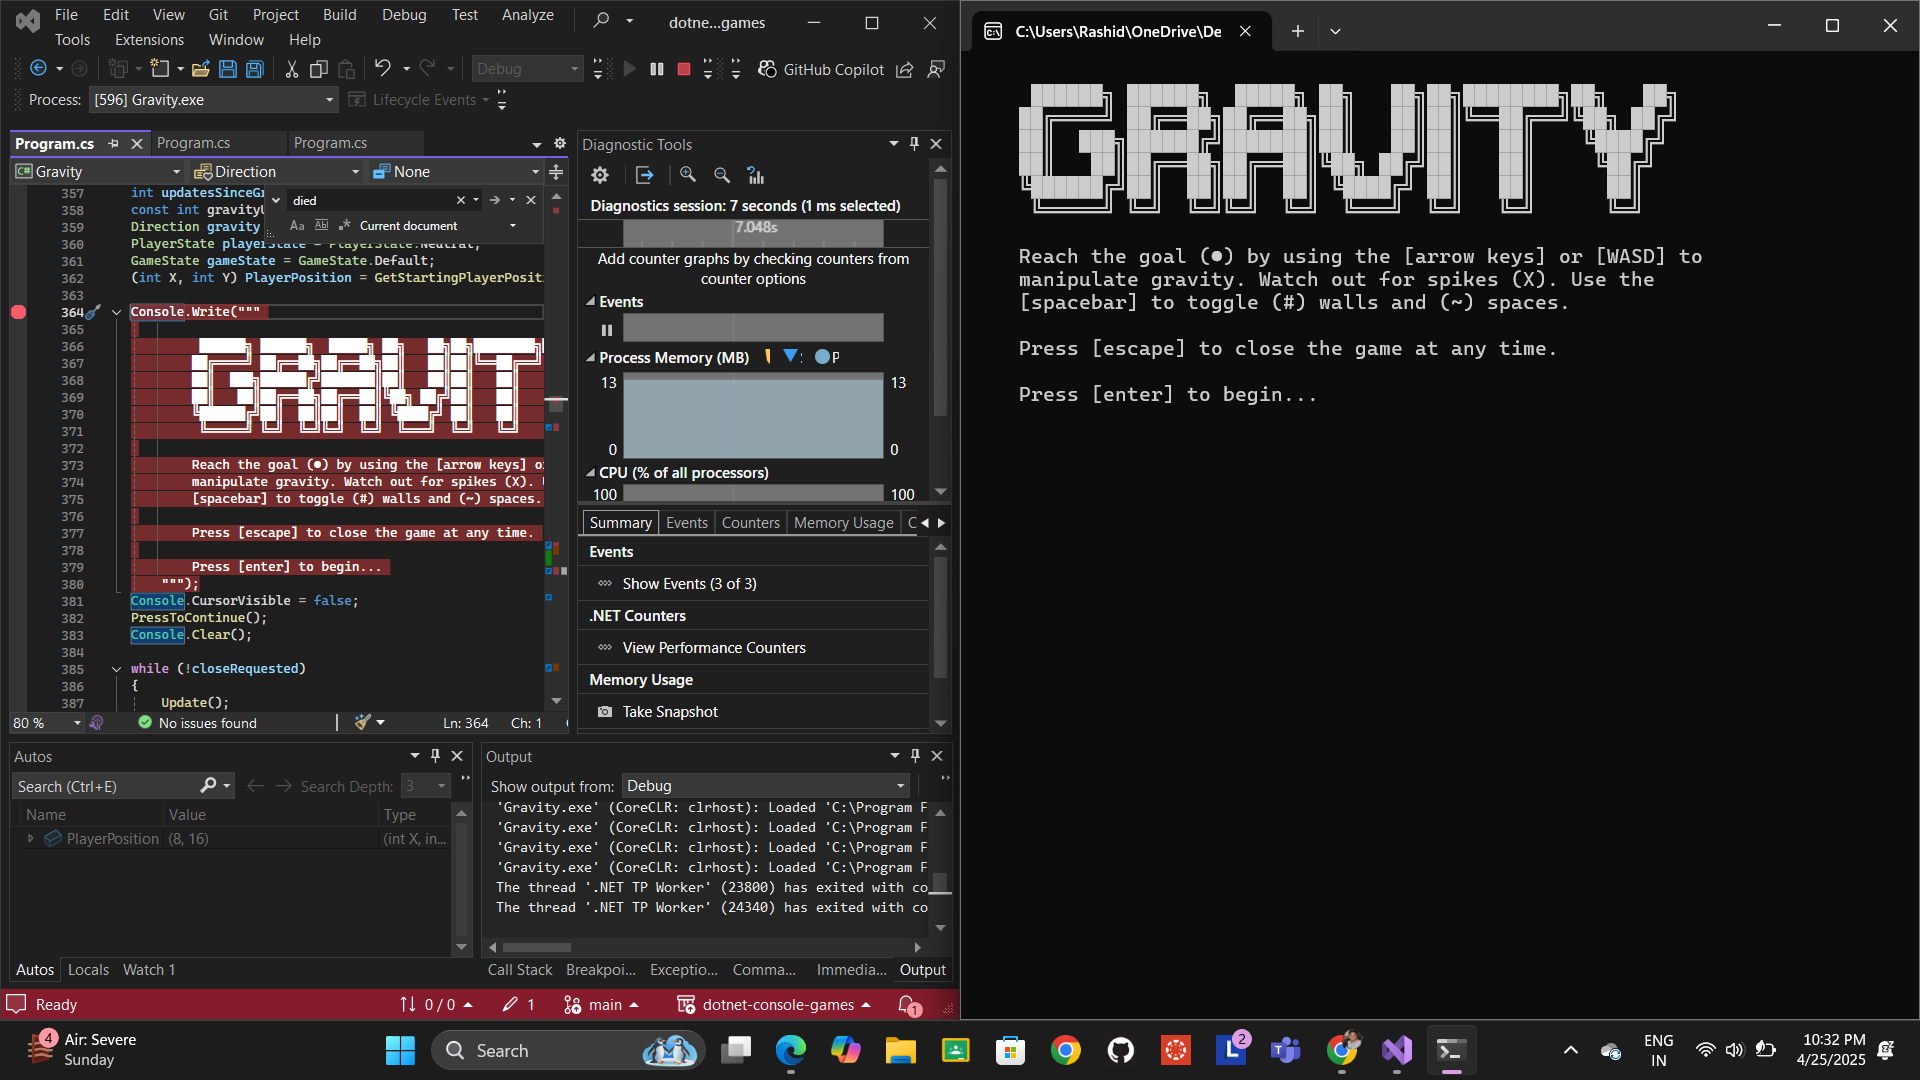 File Edit View Git Project Build Debug Test Analyze
dotne...games
Tools Extensions Window Help
Debug
GitHub Copilot
Process: [596] Gravity.exe
Lifecycle Events
Program.cs Program.cs Program.cs
Gravity Direction None
357 int updatesSinceGr
358 const int gravityU
359 Direction gravity
360 PlayerState playerState = PlayerState.Neutral;
361 GameState gameState = GameState.Default;
362 (int X, int Y) PlayerPosition = GetStartingPlayerPosit
363
364 Console.Write("""
365
366
367
368
369
370
371
GRAVIT
372
373 Reach the goal (●) by using the [arrow keys] o
374 manipulate gravity. Watch out for spikes (X).
375 [spacebar] to toggle (#) walls and (~) spaces.
376
377 Press [escape] to close the game at any time.
378
379 Press [enter] to begin...
380 """);
381 Console.CursorVisible = false;
382 PressToContinue();
383 Console.Clear();
384
385 while (!closeRequested)
386 {
387 Update();
died
Aa Ab .* Current document
80 % No issues found Ln: 364 Ch: 1
Diagnostic Tools
Diagnostics session: 7 seconds (1 ms selected)
7.048s
Add counter graphs by checking counters from
counter options
Events
Process Memory (MB) P
13 13
0 0
CPU (% of all processors)
100 100
Summary Events Counters Memory Usage C
Events
Show Events (3 of 3)
.NET Counters
View Performance Counters
Memory Usage
Take Snapshot
Autos
Search (Ctrl+E) Search Depth: 3
Name Value Type
PlayerPosition (8, 16) (int X, in...
Autos Locals Watch 1
Output
Show output from: Debug
'Gravity.exe' (CoreCLR: clrhost): Loaded 'C:\Program F
'Gravity.exe' (CoreCLR: clrhost): Loaded 'C:\Program F
'Gravity.exe' (CoreCLR: clrhost): Loaded 'C:\Program F
'Gravity.exe' (CoreCLR: clrhost): Loaded 'C:\Program F
The thread '.NET TP Worker' (23800) has exited with co
The thread '.NET TP Worker' (24340) has exited with co
Call Stack Breakpoi... Exceptio... Comma... Immedia... Output
Ready 0 / 0 1 main dotnet-console-games 1
C:\Users\Rashid\OneDrive\De
GRAVITY
Reach the goal (●) by using the [arrow keys] or [WASD] to
manipulate gravity. Watch out for spikes (X). Use the
[spacebar] to toggle (#) walls and (~) spaces.
Press [escape] to close the game at any time.
Press [enter] to begin...
4
Air: Severe
Sunday
Search
2
ENG
IN
10:32 PM
4/25/2025